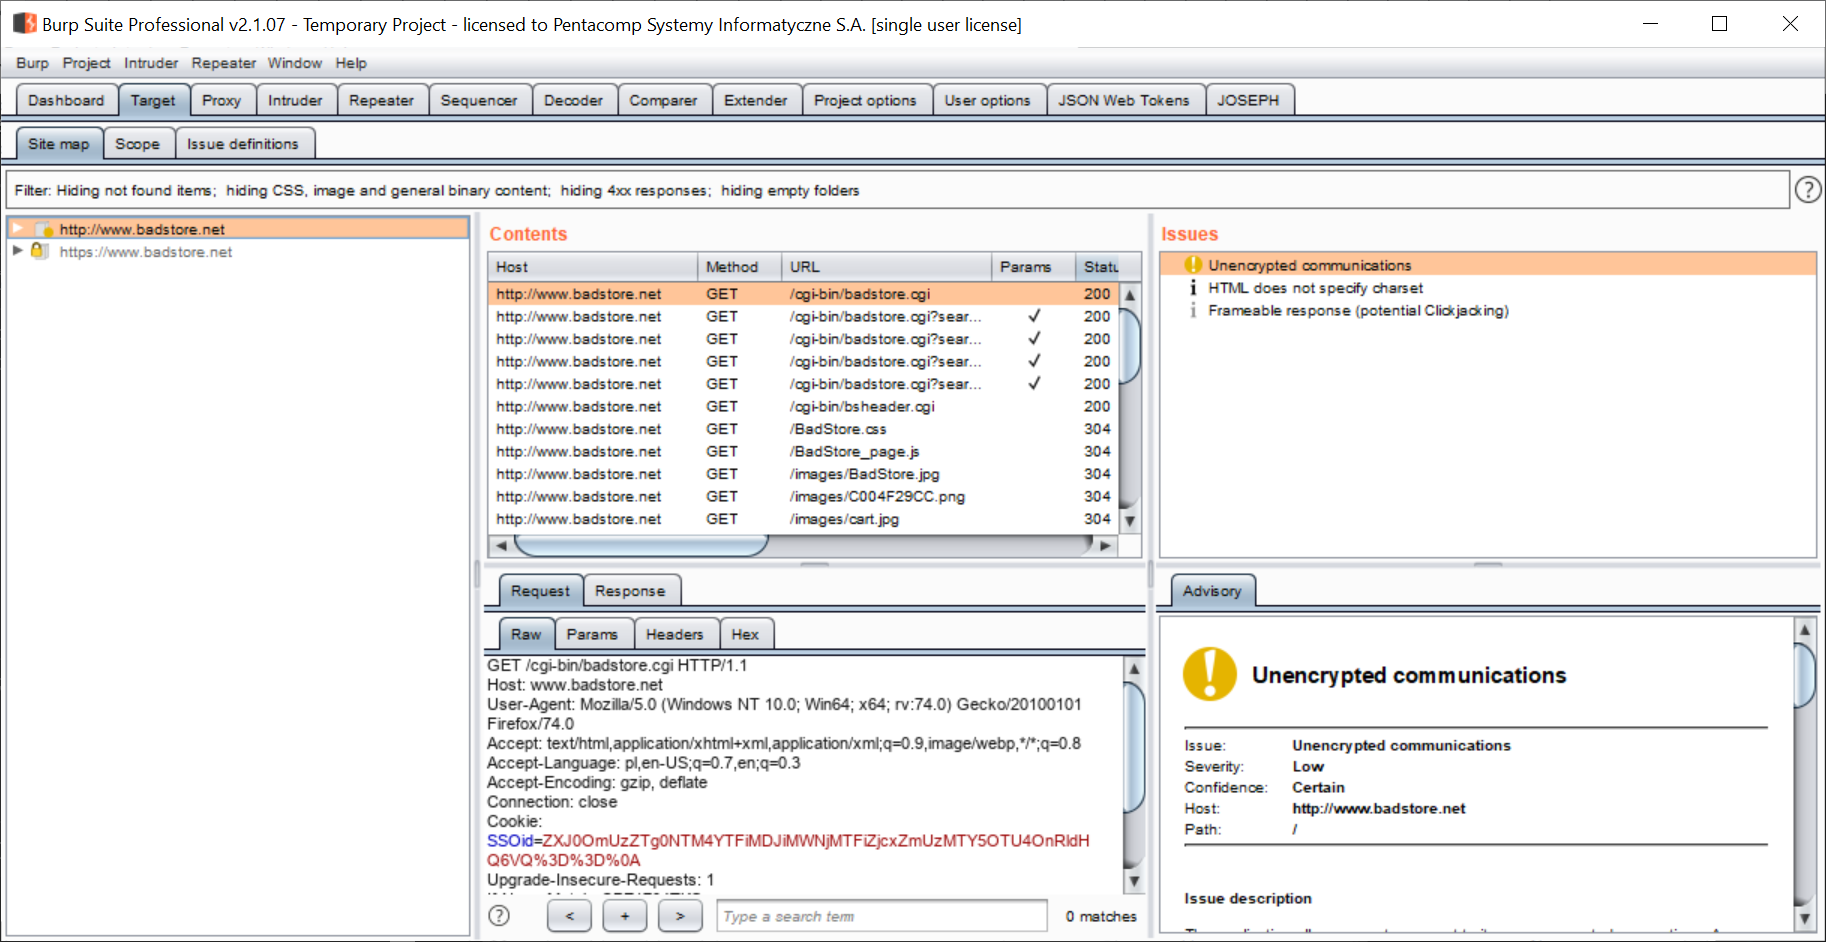 Burp Suite Professional v2.1.07 - Temporary Project - licensed to Pentacomp Systemy Informatyczne S.A. [single user license]
Burp Project Intruder Repeater Window Help
Dashboard Target Proxy Intruder Repeater Sequencer Decoder Comparer Extender Project options User options JSON Web Tokens JOSEPH
Site map Scope Issue definitions
Filter: Hiding not found items; hiding CSS, image and general binary content; hiding 4xx responses; hiding empty folders
?
http://www.badstore.net
https://www.badstore.net
Contents
Host Method URL Params Statu
http://www.badstore.net GET /cgi-bin/badstore.cgi 200
http://www.badstore.net GET /cgi-bin/badstore.cgi?sear... ✓ 200
http://www.badstore.net GET /cgi-bin/badstore.cgi?sear... ✓ 200
http://www.badstore.net GET /cgi-bin/badstore.cgi?sear... ✓ 200
http://www.badstore.net GET /cgi-bin/badstore.cgi?sear... ✓ 200
http://www.badstore.net GET /cgi-bin/bsheader.cgi 200
http://www.badstore.net GET /BadStore.css 304
http://www.badstore.net GET /BadStore_page.js 304
http://www.badstore.net GET /images/BadStore.jpg 304
http://www.badstore.net GET /images/C004F29CC.png 304
http://www.badstore.net GET /images/cart.jpg 304
Request Response
Raw Params Headers Hex
GET /cgi-bin/badstore.cgi HTTP/1.1
Host: www.badstore.net
User-Agent: Mozilla/5.0 (Windows NT 10.0; Win64; x64; rv:74.0) Gecko/20100101
Firefox/74.0
Accept: text/html,application/xhtml+xml,application/xml;q=0.9,image/webp,*/*;q=0.8
Accept-Language: pl,en-US;q=0.7,en;q=0.3
Accept-Encoding: gzip, deflate
Connection: close
Cookie:
SSOid=ZXJ0OmUzZTg0NTM4YTFiMDJiMWNjMTFiZjcxZmUzMTY5OTU4OnRldH
Q6VQ%3D%3D%0A
Upgrade-Insecure-Requests: 1
? < + > Type a search term 0 matches
Issues
Unencrypted communications
HTML does not specify charset
Frameable response (potential Clickjacking)
Advisory
Unencrypted communications
Issue: Unencrypted communications
Severity: Low
Confidence: Certain
Host: http://www.badstore.net
Path: /
Issue description